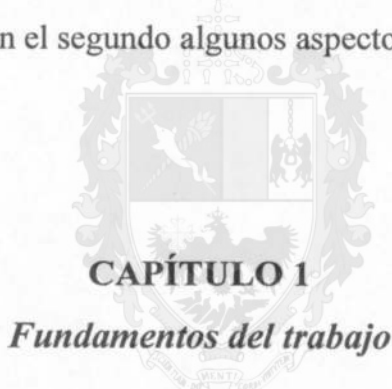 n el segundo algunos aspecto
CAPÍTULO 1
Fundamentos del trabajo